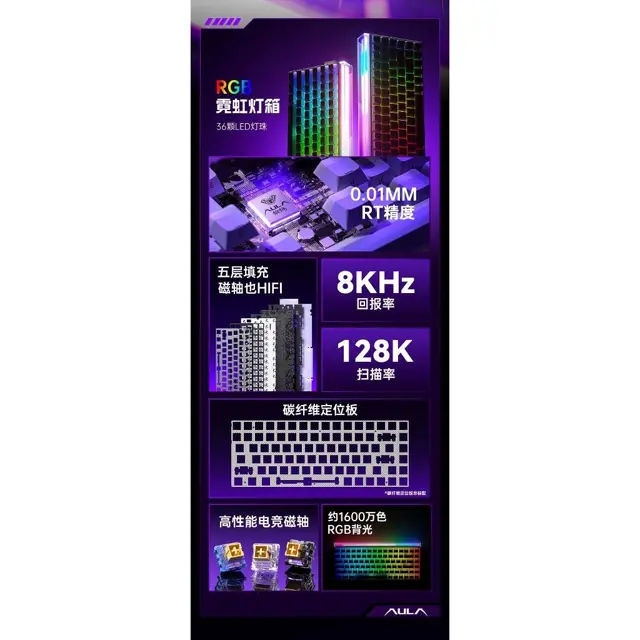 RGB
霓虹灯箱
36颗LED灯珠
0.01MM
RT精度
AULA
五层填充
磁轴也HIFI
8KHz
回报率
128K
扫描率
碳纤维定位板
高性能电竞磁轴
约1600万色
RGB背光
AULA